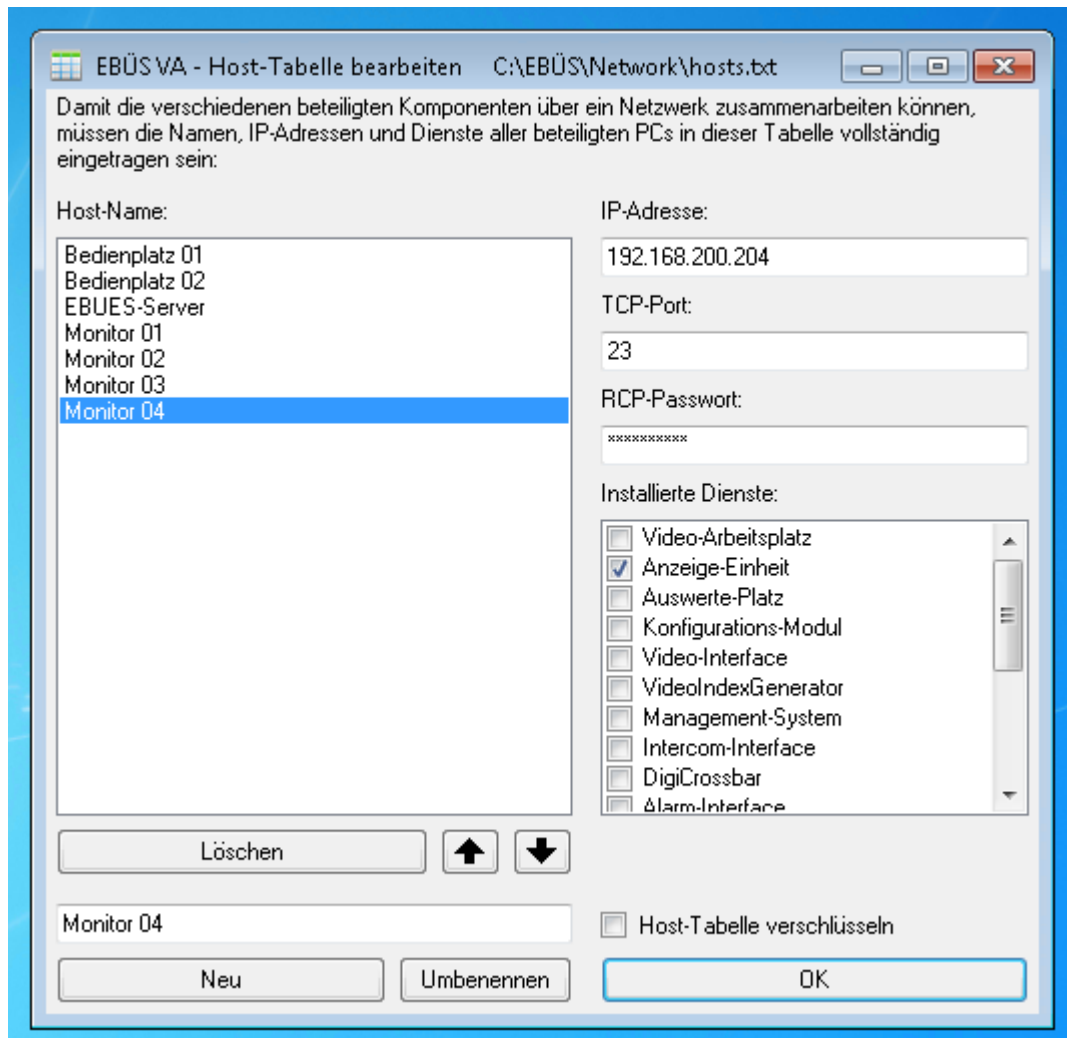 EBÜS VA - Host-Tabelle bearbeiten C:\EBÜS\Network\hosts.txt
Damit die verschiedenen beteiligten Komponenten über ein Netzwerk zusammenarbeiten können,
müssen die Namen, IP-Adressen und Dienste aller beteiligten PCs in dieser Tabelle vollständig
eingetragen sein:
Host-Name:
Bedienplatz 01
Bedienplatz 02
EBUES-Server
Monitor 01
Monitor 02
Monitor 03
Monitor 04
Löschen
Monitor 04
Neu
Umbenennen
IP-Adresse:
192.168.200.204
TCP-Port:
23
RCP-Passwort:
**********
Installierte Dienste:
Video-Arbeitsplatz
Anzeige-Einheit
Auswerte-Platz
Konfigurations-Modul
Video-Interface
VideoIndexGenerator
Management-System
Intercom-Interface
DigiCrossbar
Alarm-Interface
Host-Tabelle verschlüsseln
OK